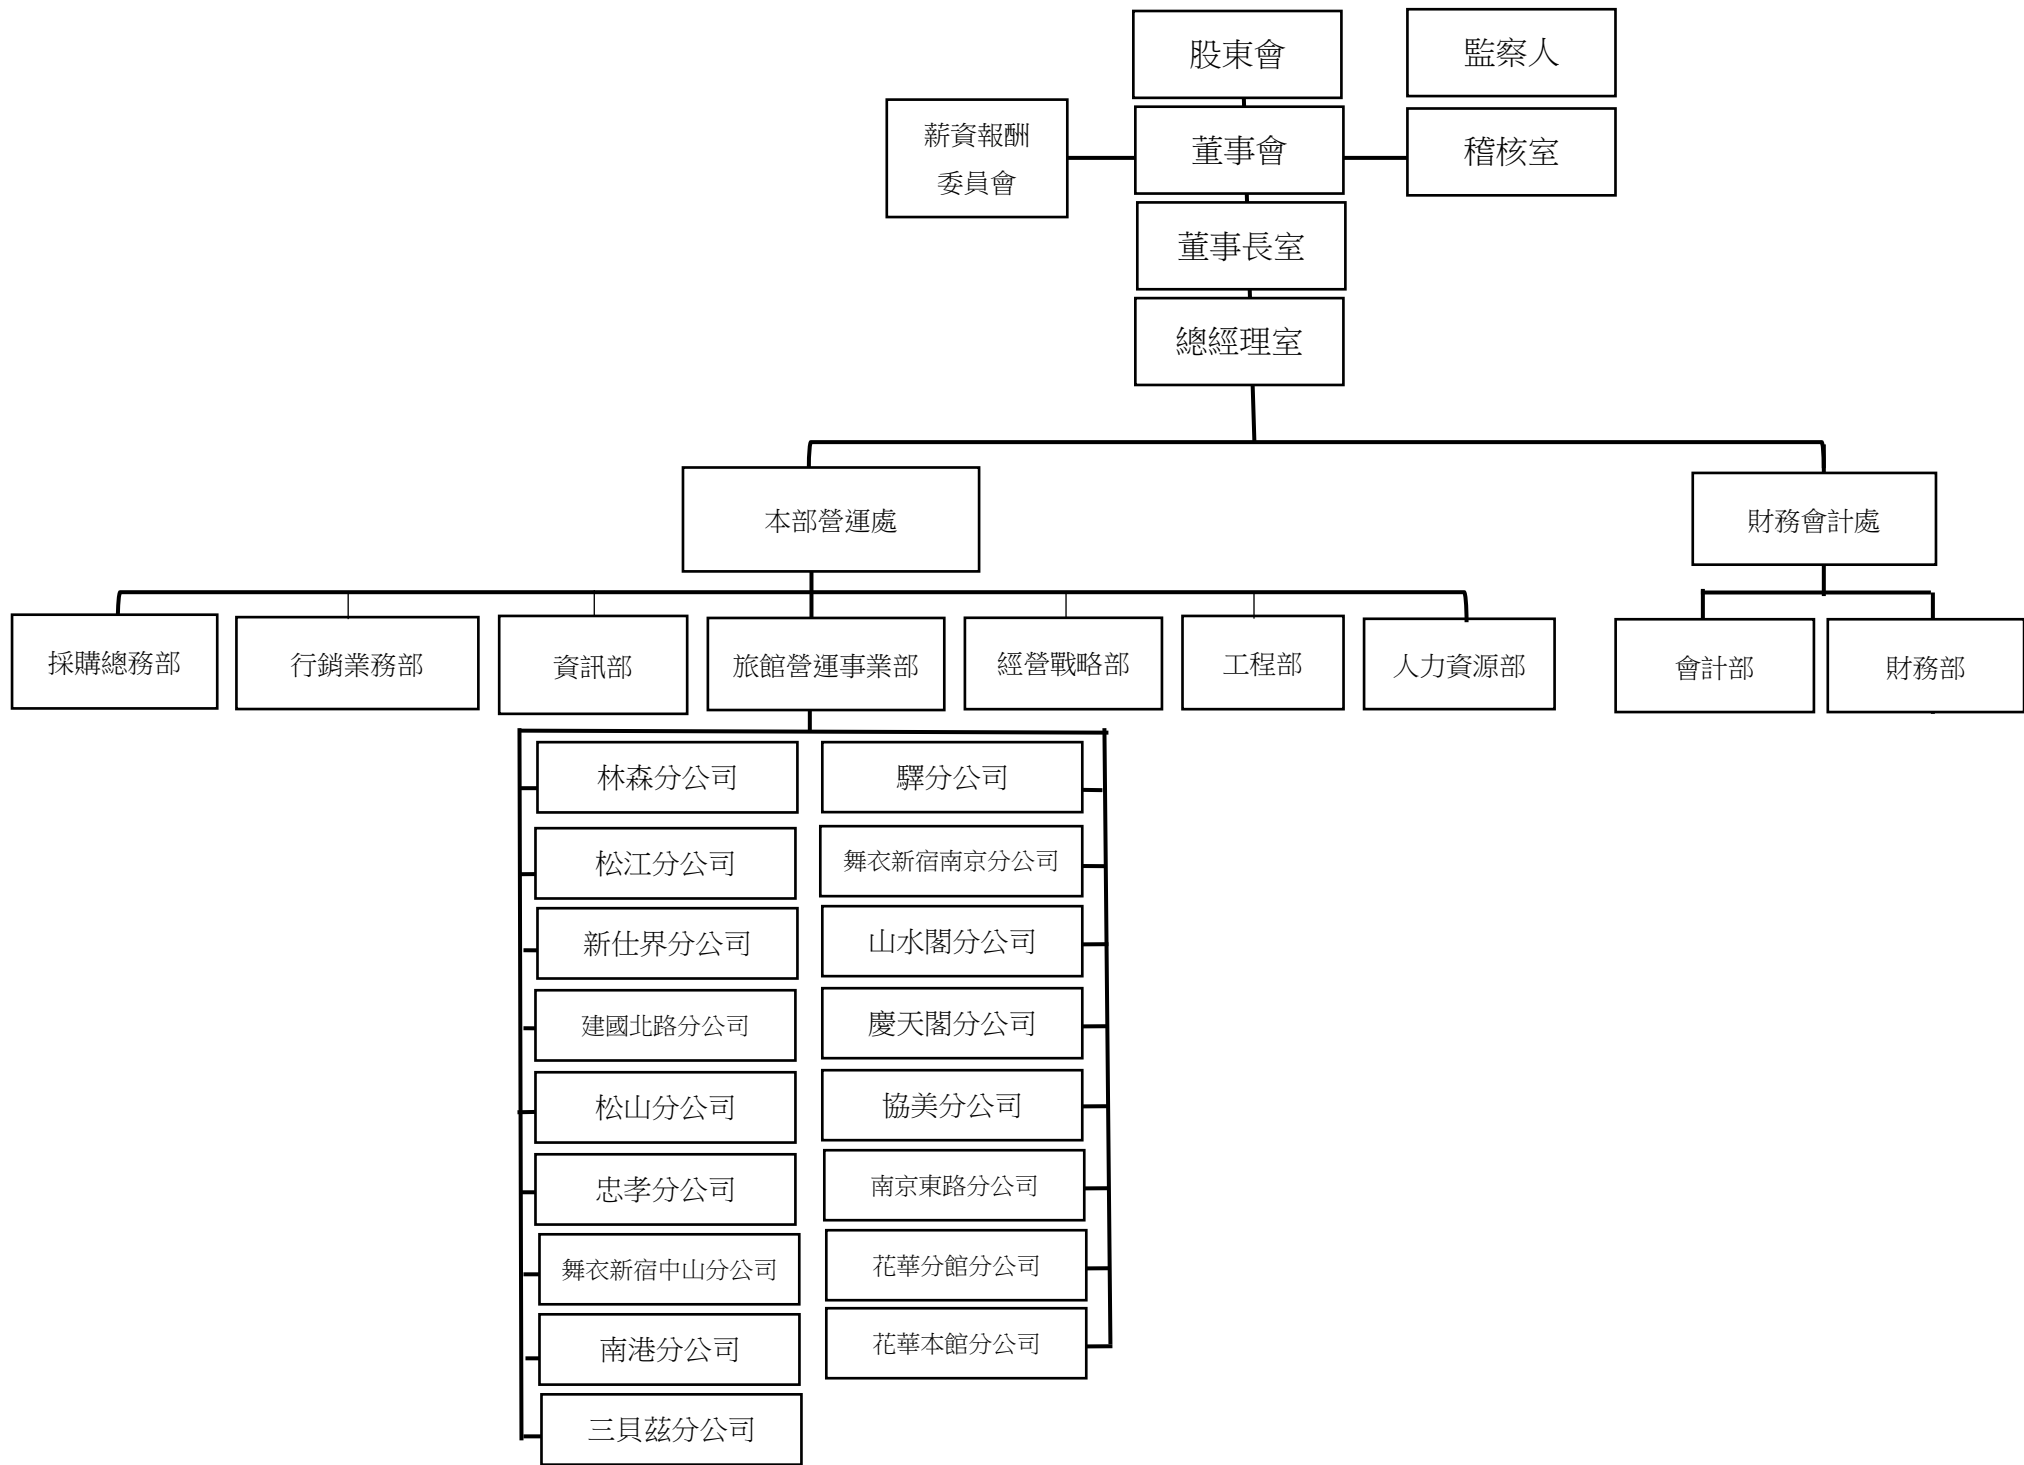 股東會
監察人
薪資報酬
委員會
董事會
稽核室
董事長室
總經理室
本部營運處
財務會計處
採購總務部
行銷業務部
資訊部
旅館營運事業部
經營戰略部
工程部
人力資源部
會計部
財務部
林森分公司
驛分公司
松江分公司
舞衣新宿南京分公司
新仕界分公司
山水閣分公司
建國北路分公司
慶天閣分公司
松山分公司
協美分公司
忠孝分公司
南京東路分公司
舞衣新宿中山分公司
花華分館分公司
南港分公司
花華本館分公司
三貝茲分公司